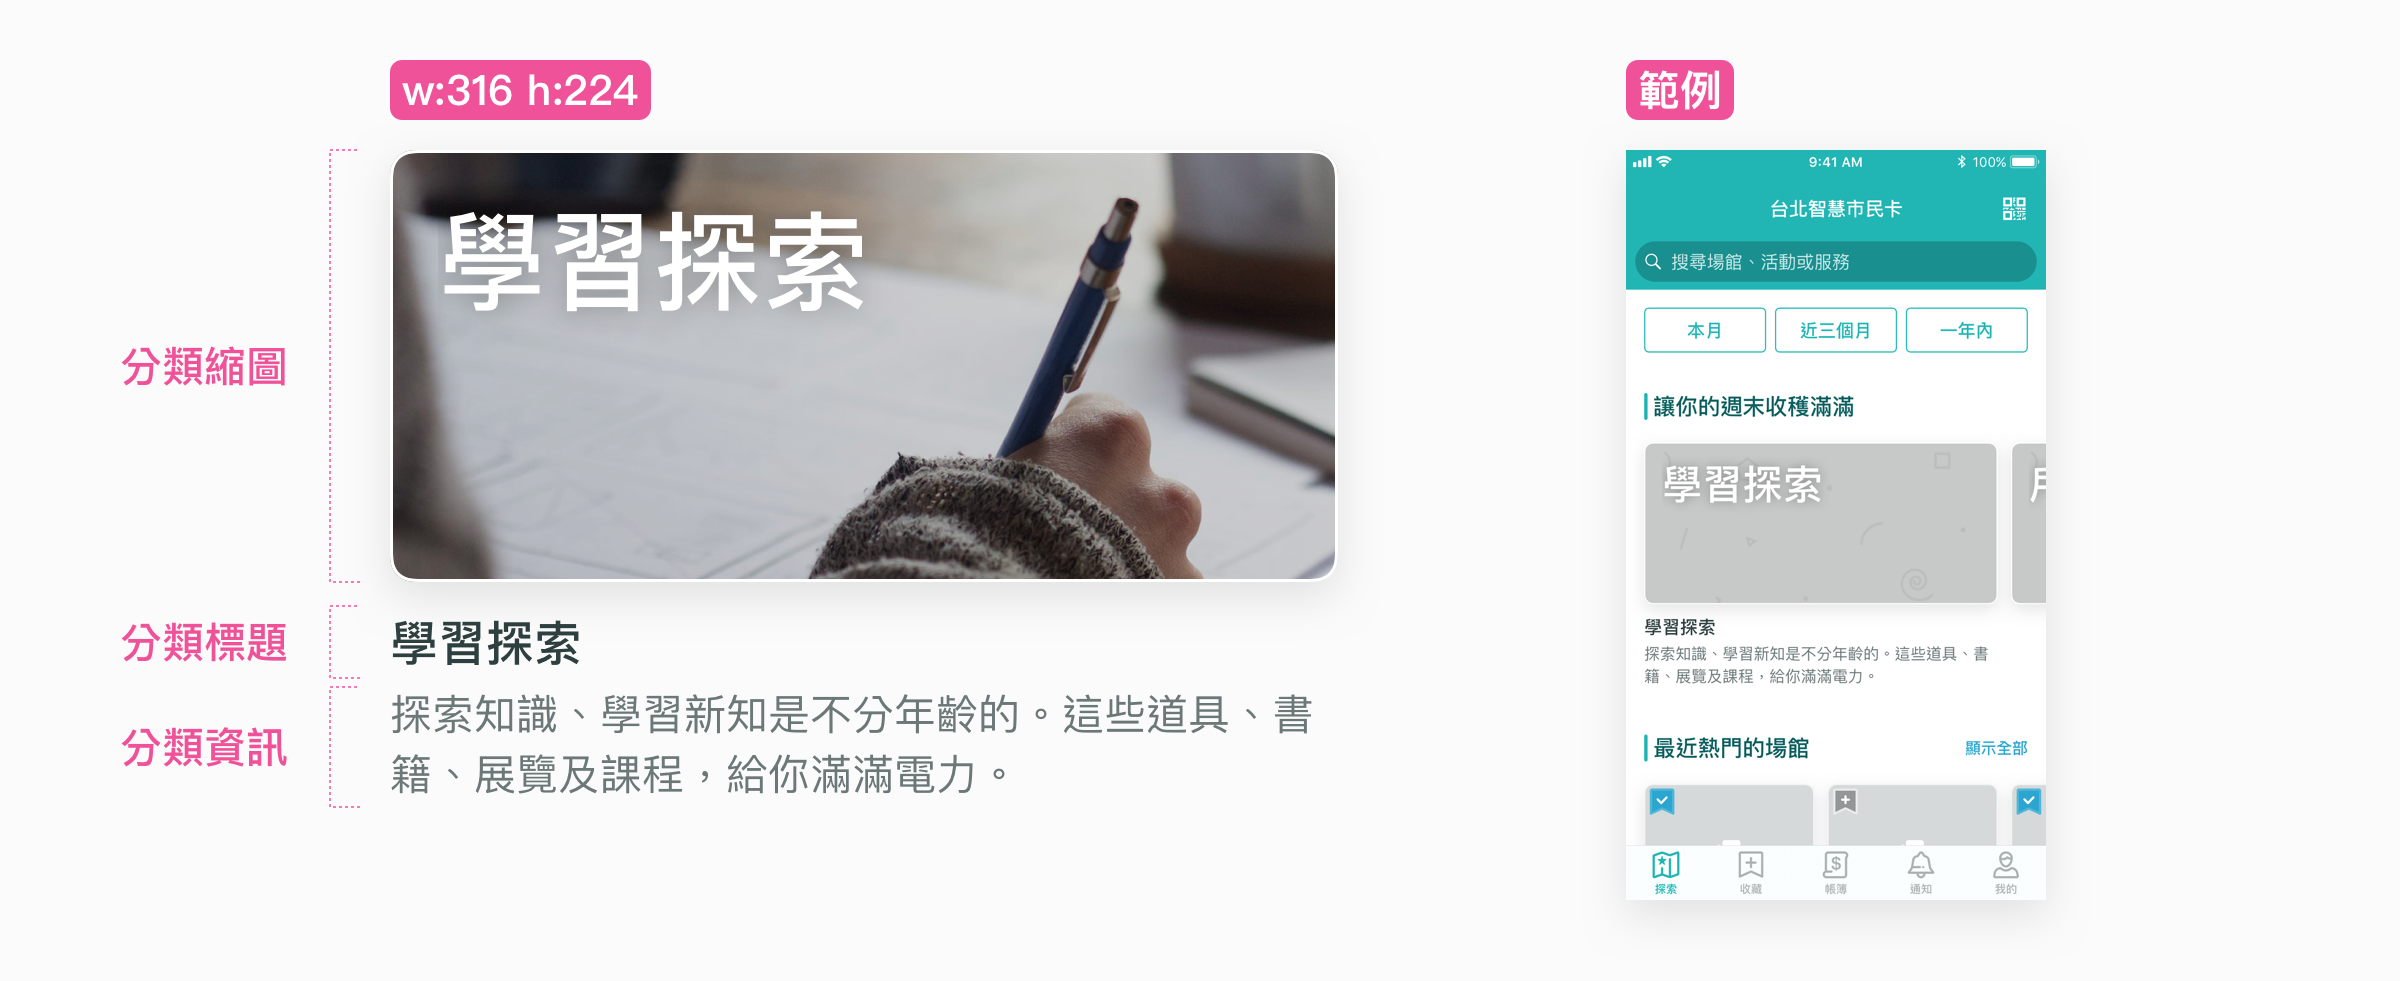 w:316 h:224
學習探索
分類縮圖
分類標題
學習探索
分類資訊
探索知識、學習新知是不分年齡的。這些道具、書
籍、展覽及課程，給你滿滿電力。
範例
9:41 AM
100%
台北智慧市民卡
搜尋場館、活動或服務
本月
近三個月
一年內
讓你的週末收穫滿滿
學習探索
學習探索
探索知識、學習新知是不分年齡的。這些道具、書
籍、展覽及課程，給你滿滿電力。
最近熱門的場館
顯示全部
探索
收藏
帳簿
通知
我的